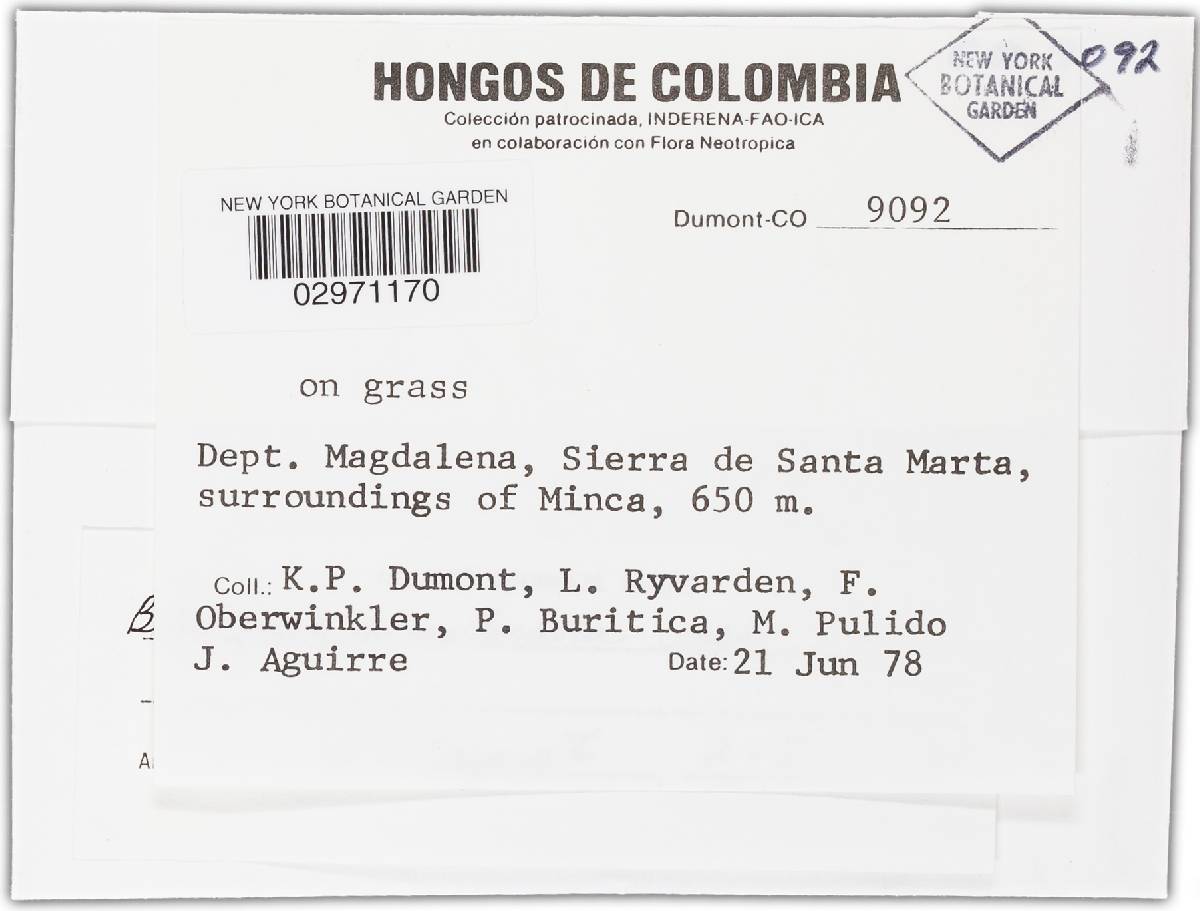 HONGOS DE COLOMBIA
Colección patrocinada, INDERENA-FAO-ICA
en colaboración con Flora Neotropica
NEW YORK
BOTANICAL
GARDEN
092
NEW YORK BOTANICAL GARDEN
02971170
Dumont-CO 9092
on grass
Dept. Magdalena, Sierra de Santa Marta,
surroundings of Minca, 650 m.
Coll.: K.P. Dumont, L. Ryvarden, F.
Oberwinkler, P. Buritica, M. Pulido
J. Aguirre Date: 21 Jun 78